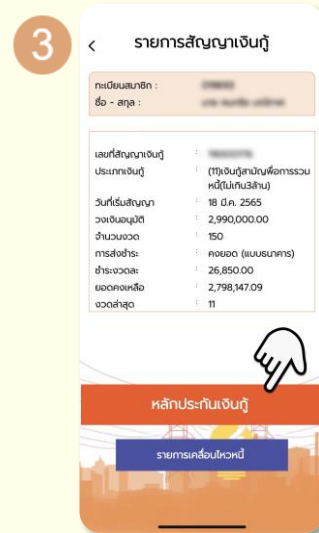 3
< รายการสัญญาเงินกู้
ทะเบียนสมาชิก :
ชื่อ - สกุล :
เลขที่สัญญาเงินกู้ :
ประเภทเงินกู้ : (11)เงินกู้สามัญเพื่อการรวม
หนี้(ไม่เกิน3ล้าน)
วันที่เริ่มสัญญา : 18 มี.ค. 2565
วงเงินอนุมัติ : 2,990,000.00
จำนวนงวด : 150
การส่งชำระ : คงยอด (แบบธนาคาร)
ชำระงวดละ : 26,850.00
ยอดคงเหลือ : 2,798,147.09
งวดล่าสุด : 11
หลักประกันเงินกู้
รายการเคลื่อนไหวหนี้